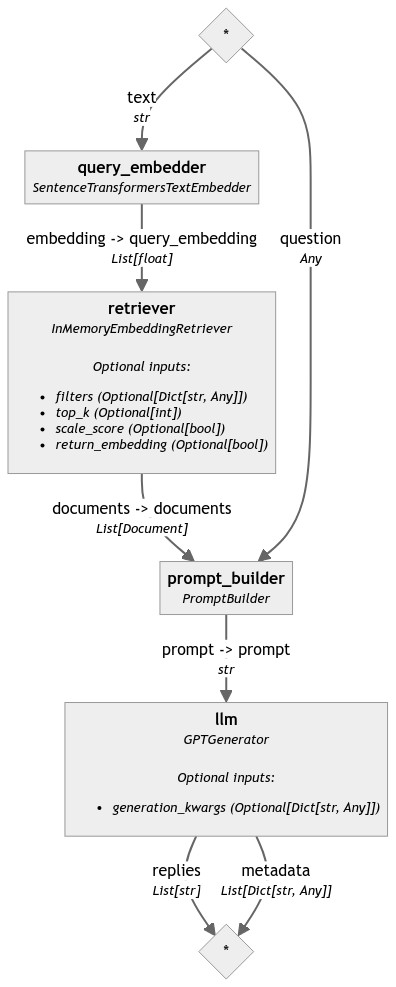 *
text
str
query_embedder
SentenceTransformersTextEmbedder
embedding -> query_embedding
List[float]
question
Any
retriever
InMemoryEmbeddingRetriever
Optional inputs:
• filters (Optional[Dict[str, Any]])
• top_k (Optional[int])
• scale_score (Optional[bool])
• return_embedding (Optional[bool])
documents -> documents
List[Document]
prompt_builder
PromptBuilder
prompt -> prompt
str
llm
GPTGenerator
Optional inputs:
• generation_kwargs (Optional[Dict[str, Any]])
replies
List[str]
metadata
List[Dict[str, Any]]
*